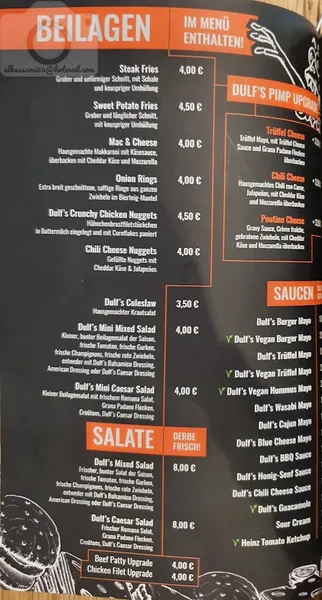 alhussami64@hotmail.com
BEILAGEN
IM MENÜ
ENTHALTEN!
Steak Fries 4,00 €
Grober und unförmiger Schnitt, mit Schale
und knuspriger Umhüllung
Sweet Potato Fries 4,50 €
Grober und länglicher Schnitt,
mit knuspriger Umhüllung
Mac & Cheese 4,00 €
Hausgemachte Makkaroni mit Käsesauce,
überbacken mit Cheddar Käse und Mozzarella
Onion Rings 4,00 €
Extra breit geschnittene, saftige Ringe aus ganzen
Zwiebeln im Bierteig-Mantel
Dulf's Crunchy Chicken Nuggets 4,50 €
Hähnchenbrustfiletstückchen
in Buttermilch eingelegt und mit Cornflakes paniert
Chili Cheese Nuggets 4,00 €
Gefüllte Nuggets mit
Cheddar Käse & Jalapeños
Dulf's Coleslaw 3,50 €
Hausgemachter Krautsalat
Dulf's Mini Mixed Salad 4,00 €
Kleiner, bunter Beilagensalat der Saison,
frische Tomaten, frische Gurken,
frische Champignons, frische rote Zwiebeln,
entweder mit Dulf's Balsamico Dressing,
American Dressing oder Dulf's Caesar Dressing
Dulf's Mini Caesar Salad 4,00 €
Kleiner Beilagensalat mit frischem Romana Salat,
Grana Padano Flocken,
Croûtons, Dulf's Caesar Dressing
SALATE
DERBE
FRISCH!
Dulf's Mixed Salad 8,00 €
Frischer, bunter Salat der Saison,
frische Tomaten, frische Gurken,
frische Champignons,
frische rote Zwiebeln,
entweder mit Dulf's Balsamico Dressing,
American Dressing oder Dulf's Caesar Dressing
Dulf's Caesar Salad 8,00 €
Frischer Romana Salat,
Grana Padano Flocken,
Croûtons, Dulf's Caesar Dressing
Beef Patty Upgrade 4,00 €
Chicken Filet Upgrade 4,00 €
DULF'S PIMP UPGRADE
Trüffel Cheese
Trüffel Mayo, mit Trüffel Cheese
Sauce und Grana Padano Flocken
überbacken
Chili Cheese
Hausgemachtes Chili con Carne,
Jalapeños, mit Cheddar Käse
und Mozzarella überbacken
Poutine Cheese
Gravy Sauce, Crème fraîche,
gebratene Zwiebeln, mit Cheddar
Käse und Mozzarella überbacken
SAUCEN
Dulf's Burger Mayo
Dulf's Vegan Burger Mayo
Dulf's Trüffel Mayo
Dulf's Vegan Trüffel Mayo
Dulf's Vegan Hummus Mayo
Dulf's Wasabi Mayo
Dulf's Cajun Mayo
Dulf's Blue Cheese Mayo
Dulf's BBQ Sauce
Dulf's Honig-Senf Sauce
Dulf's Chili Cheese Sauce
Dulf's Guacamole
Sour Cream
Heinz Tomato Ketchup